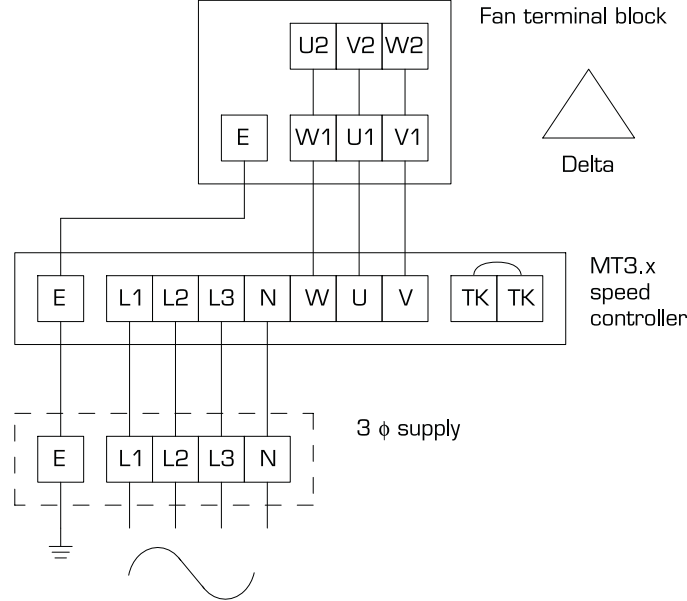 Fan terminal block
U2 V2 W2
E W1 U1 V1
Delta
MT3.x
speed
controller
E L1 L2 L3 N W U V TK TK
3 ϕ supply
E L1 L2 L3 N